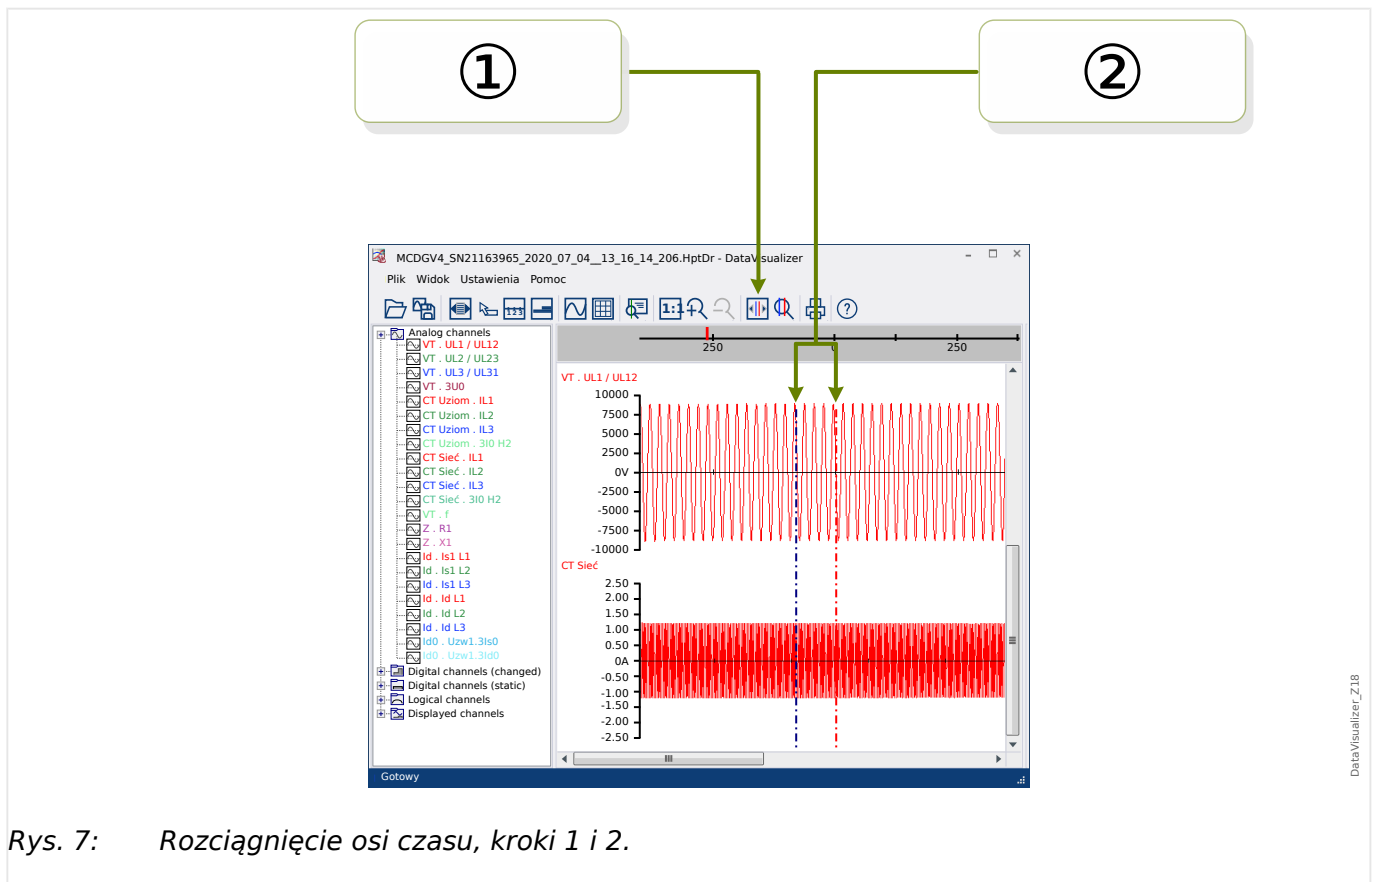 ①
②
MCDGV4_SN21163965_2020_07_04__13_16_14_206.HptDr - DataVisualizer
Plik Widok Ustawienia Pomoc
1 2 3
1:1
?
Analog channels
VT . UL1 / UL12
VT . UL2 / UL23
VT . UL3 / UL31
VT . 3U0
CT Uziom . IL1
CT Uziom . IL2
CT Uziom . IL3
CT Uziom . 3I0 H2
CT Sieć . IL1
CT Sieć . IL2
CT Sieć . IL3
CT Sieć . 3I0 H2
VT . f
Z . R1
Z . X1
Id . Is1 L1
Id . Is1 L2
Id . Is1 L3
Id . Id L1
Id . Id L2
Id . Id L3
Id0 . Uzw1.3Is0
Id0 . Uzw1.3Id0
Digital channels (changed)
Digital channels (static)
Logical channels
Displayed channels
250 0 250
VT . UL1 / UL12
10000
7500
5000
2500
0V
-2500
-5000
-7500
-10000
CT Sieć
2.50
2.00
1.50
1.00
0.50
0A
-0.50
-1.00
-1.50
-2.00
-2.50
Gotowy
DataVisualizer_Z18
Rys. 7: Rozciągnięcie osi czasu, kroki 1 i 2.